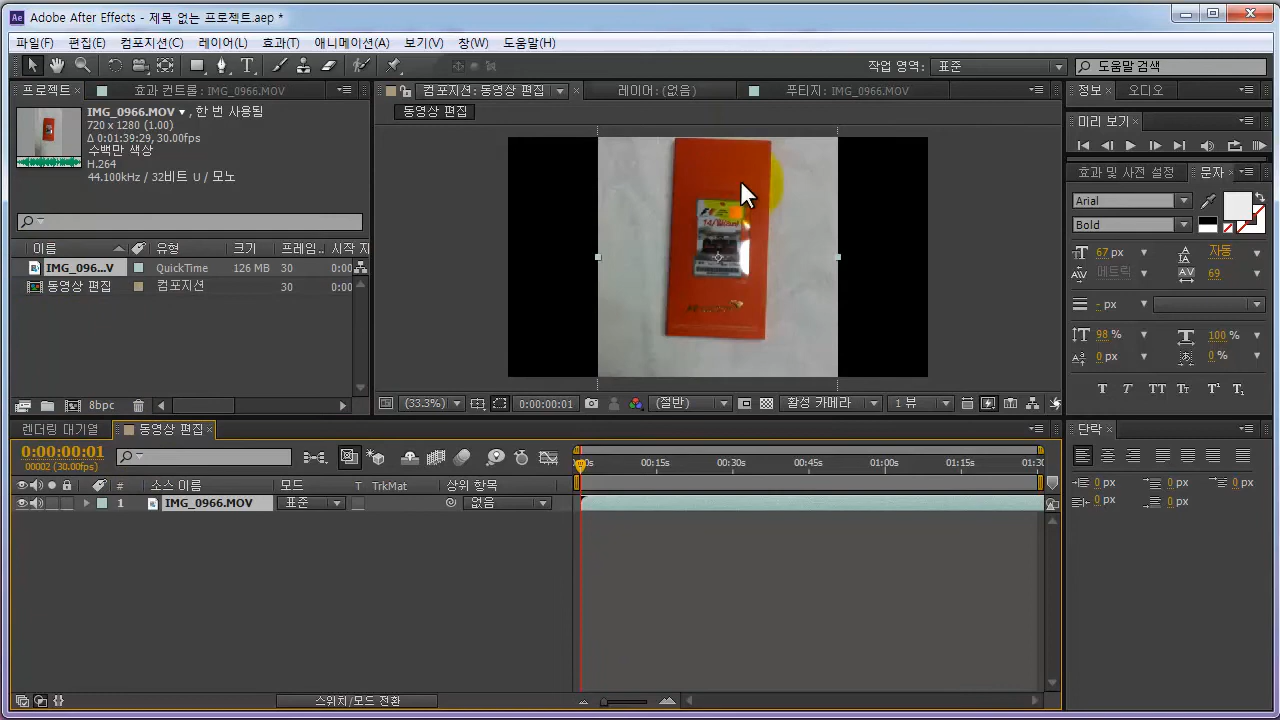 Adobe After Effects - 제목 없는 프로젝트.aep *
파일(F) 편집(E) 컴포지션(C) 레이어(L) 효과(T) 애니메이션(A) 보기(V) 창(W) 도움말(H)
작업 영역: 표준 도움말 검색
프로젝트 효과 컨트롤: IMG_0966.MOV 컴포지션: 동영상 편집 레이어: (없음) 푸티지: IMG_0966.MOV 정보 오디오
IMG_0966.MOV , 한 번 사용됨 동영상 편집
720 x 1280 (1.00) 미리 보기
Δ 0:01:39:29, 30.00fps
수백만 색상
H.264
44.100kHz / 32비트 U / 모노
효과 및 사전 설정 문자
Arial
Bold
67 px 자동
메트릭 69
- px
98 % 100 %
0 px 0 %
T T TT Tr T¹ T₁
이름 유형 크기 프레임... 시작 지
IMG_096...V QuickTime 126 MB 30 0:00
동영상 편집 컴포지션 30 0:00
8bpc (33.3%) 0:00:00:01 (절반) 활성 카메라 1 뷰
렌더링 대기열 동영상 편집 단락
0:00:00:01
00002 (30.00fps)
00s 00:15s 00:30s 00:45s 01:00s 01:15s 01:30
# 소스 이름 모드 T TrkMat 상위 항목
1 IMG_0966.MOV 표준 없음
0 px 0 px 0 px
0 px 0 px
스위치/모드 전환